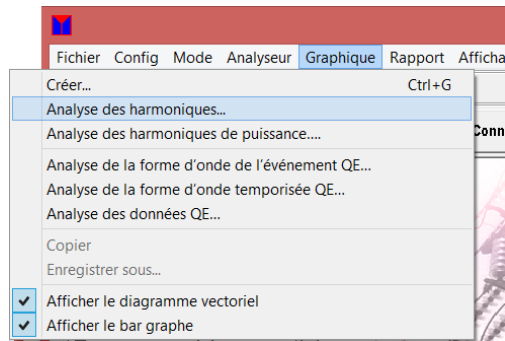 Fichier Config Mode Analyseur Graphique Rapport Afficha
Créer... Ctrl+G
Analyse des harmoniques...
Conn
Analyse des harmoniques de puissance....
Analyse de la forme d'onde de l'événement QE...
Analyse de la forme d'onde temporisée QE...
Analyse des données QE...
Copier
Enregistrer sous...
Afficher le diagramme vectoriel
Afficher le bar graphe